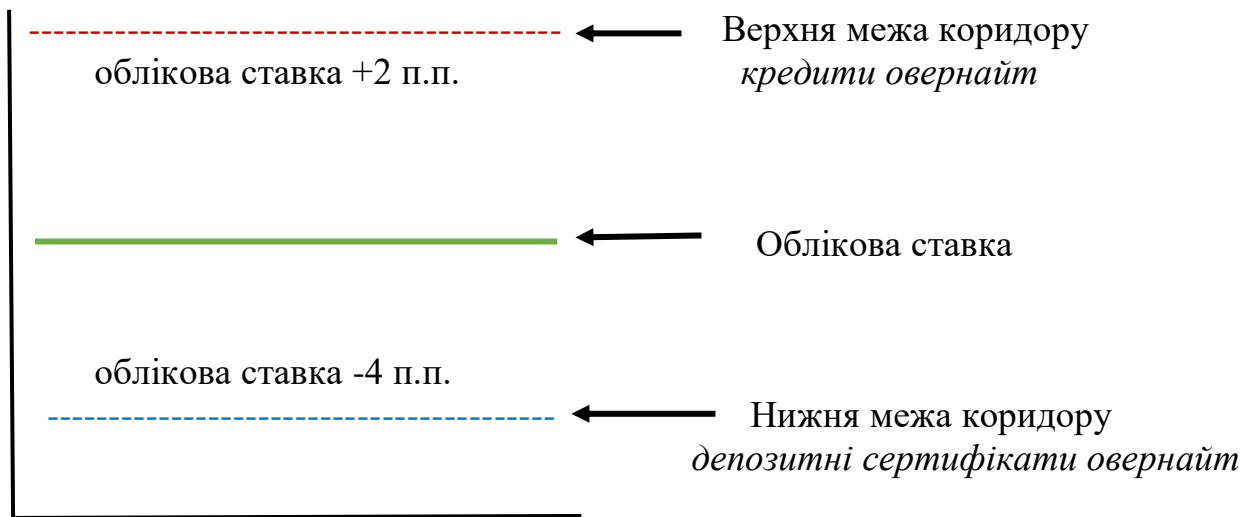 Верхня межа коридору
кредити овернайт
облікова ставка +2 п.п.
Облікова ставка
облікова ставка -4 п.п.
Нижня межа коридору
депозитні сертифікати овернайт